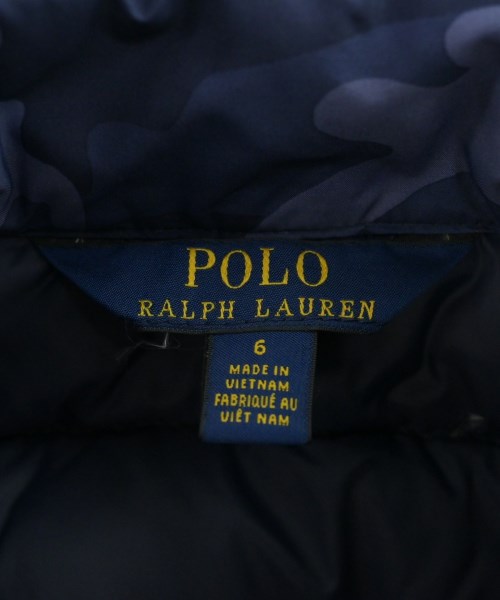 POLO
RALPH LAUREN
6
MADE IN
VIETNAM
FABRIQUÉ AU
VIÊT NAM